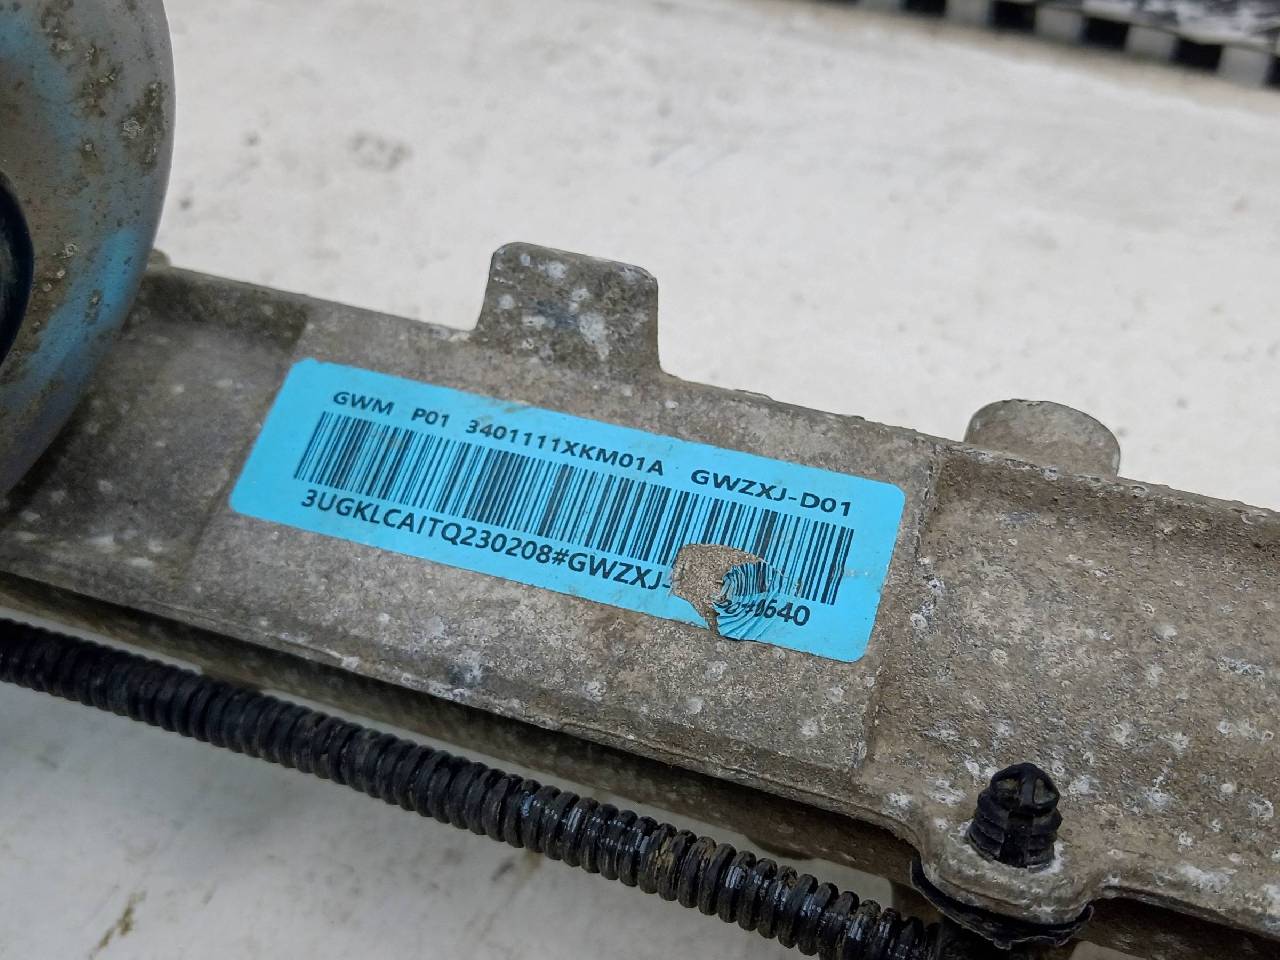 GWM P01 3401111XKM01A GWZXJ-D01
3UGKLCAITQ230208#GWZXJ-